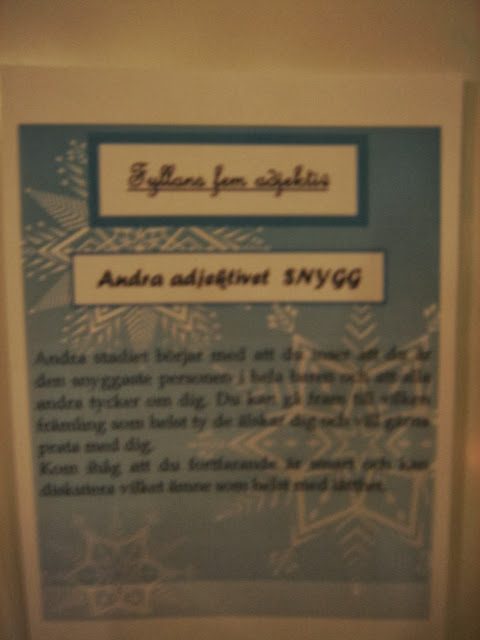 Fyllans fem adjektiv
Andra adjektivet SNYGG
Andra stadiet börjar med att du inser att du är
den snyggaste personen i hela baren och att alla
andra tycker om dig. Du kan gå fram till vilken
främling som helst ty de älskar dig och vill gärna
prata med dig.
Kom ihåg att du fortfarande är smart och kan
diskutera vilket ämne som helst med lätthet.